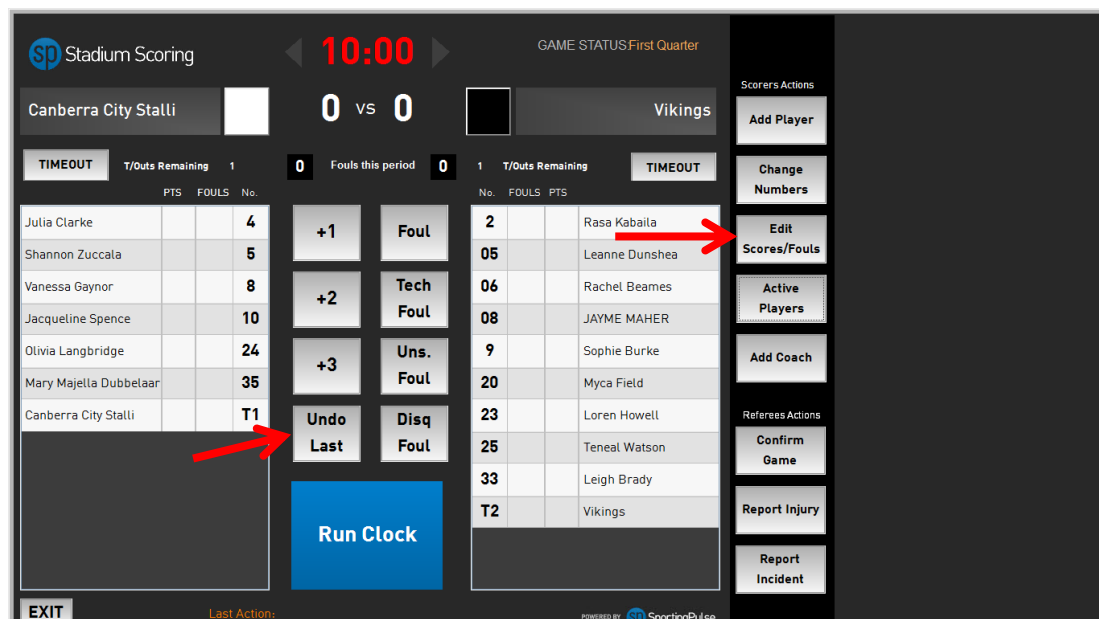 sp Stadium Scoring
10:00
GAME STATUS:First Quarter
Canberra City Stalli
0 vs 0
Vikings
TIMEOUT T/Outs Remaining 1
0 Fouls this period 0
1 T/Outs Remaining TIMEOUT
PTS FOULS No.
No. FOULS PTS
Julia Clarke 4
Shannon Zuccala 5
Vanessa Gaynor 8
Jacqueline Spence 10
Olivia Langbridge 24
Mary Majella Dubbelaar 35
Canberra City Stalli T1
+1 Foul
+2 Tech Foul
+3 Uns. Foul
Undo Last Disq Foul
Run Clock
2 Rasa Kabaila
05 Leanne Dunshea
06 Rachel Beames
08 JAYME MAHER
9 Sophie Burke
20 Myca Field
23 Loren Howell
25 Teneal Watson
33 Leigh Brady
T2 Vikings
Scorers Actions
Add Player
Change
Numbers
Edit
Scores/Fouls
Active
Players
Add Coach
Referees Actions
Confirm
Game
Report Injury
Report
Incident
EXIT
Last Action:
POWERED BY sp SportingPulse